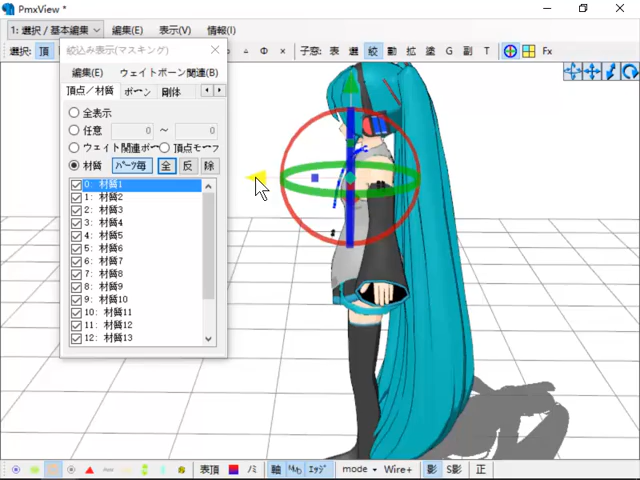 PmxView *
1: 選択 / 基本編集 編集(E) 表示(V) 情報(I)
選択: 頂 Φ × 子窓: 表 選 絞 動 拡 塗 G 副 T Fx
絞込み表示(マスキング)
編集(E) ウェイトボーン関連(B)
頂点／材質 ボーン 剛体
全表示
任意 0 ～ 0
ウェイト関連ボー 頂点モーフ
材質 パーツ毎 全 反 除
0: 材質1
1: 材質2
2: 材質3
3: 材質4
4: 材質5
5: 材質6
6: 材質7
7: 材質8
8: 材質9
9: 材質10
10: 材質11
11: 材質12
12: 材質13
表頂 ﾉﾐ 軸 ｴｯｼﾞ mode Wire+ 影 S影 正